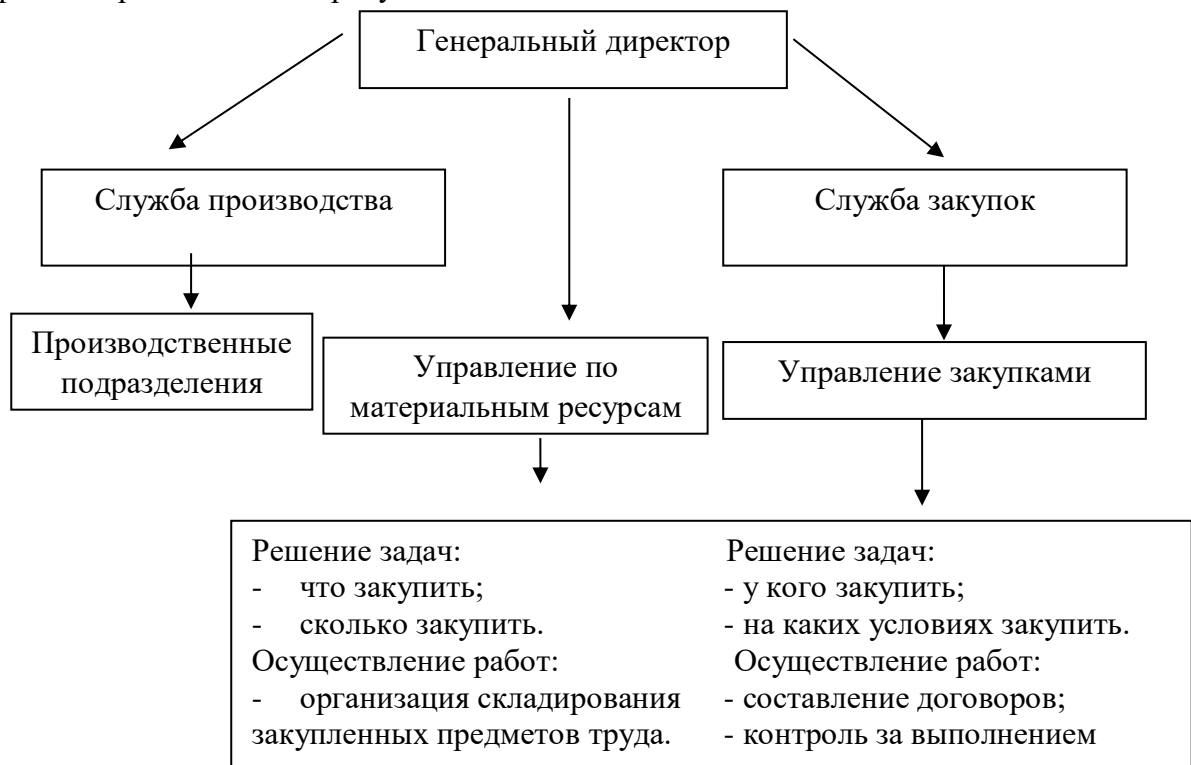 Генеральный директор
Служба производства
Служба закупок
Производственные
подразделения
Управление по
материальным ресурсам
Управление закупками
Решение задач:
- что закупить;
- сколько закупить.
Осуществление работ:
- организация складирования
закупленных предметов труда.
Решение задач:
- у кого закупить;
- на каких условиях закупить.
Осуществление работ:
- составление договоров;
- контроль за выполнением